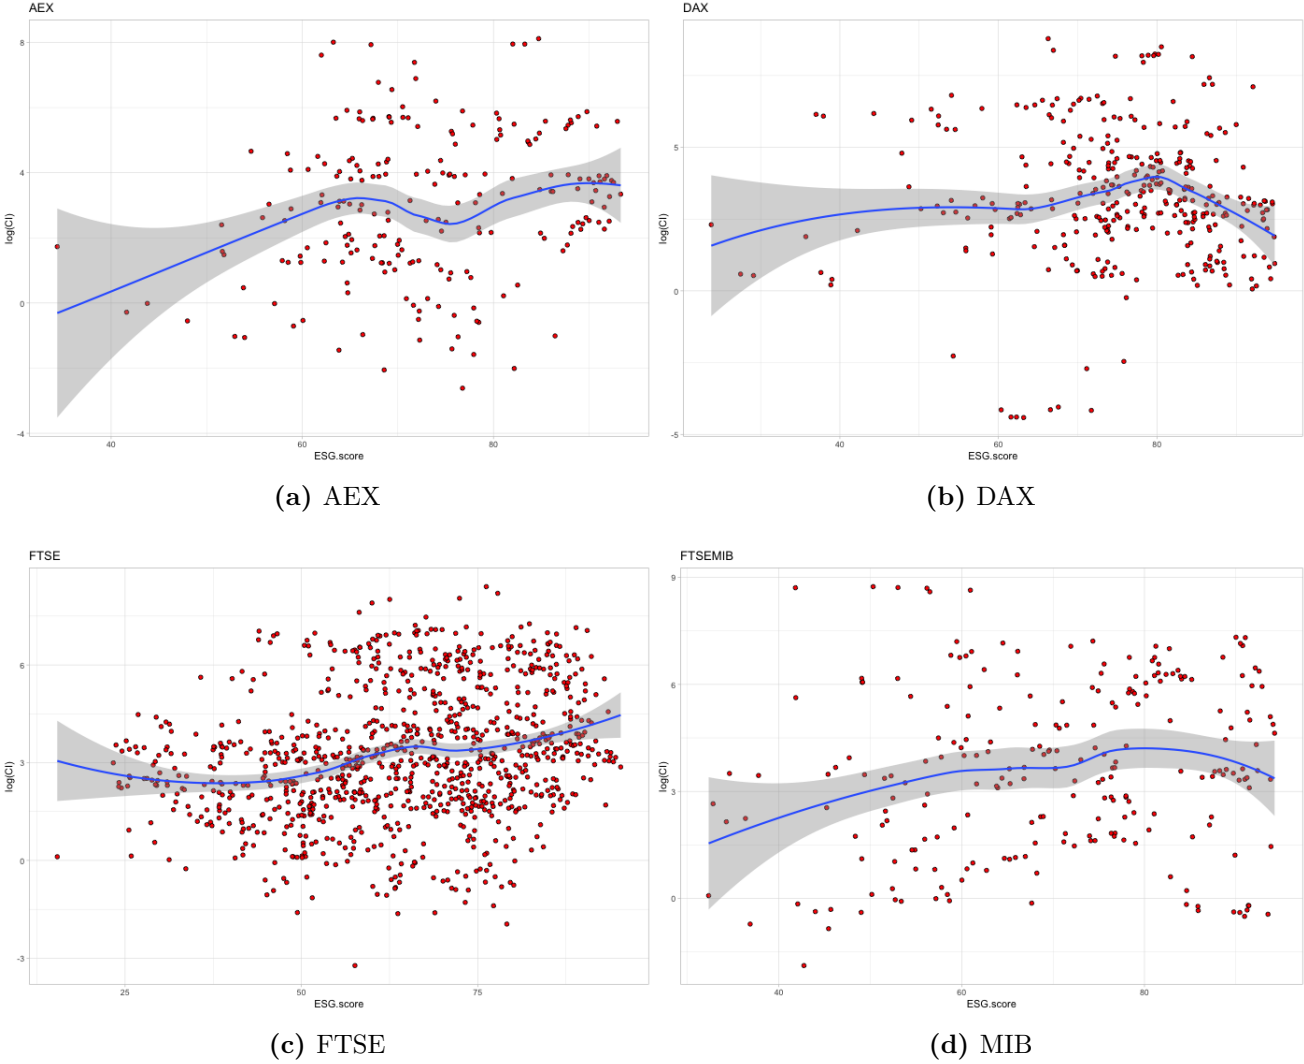 AEX
8
4
0
-4
log(CI)
40
60
80
ESG.score
(a) AEX
DAX
5
0
-5
log(CI)
40
60
80
ESG.score
(b) DAX
FTSE
6
3
0
-3
log(CI)
25
50
75
ESG.score
(c) FTSE
FTSEMIB
9
6
3
0
log(CI)
40
60
80
ESG.score
(d) MIB